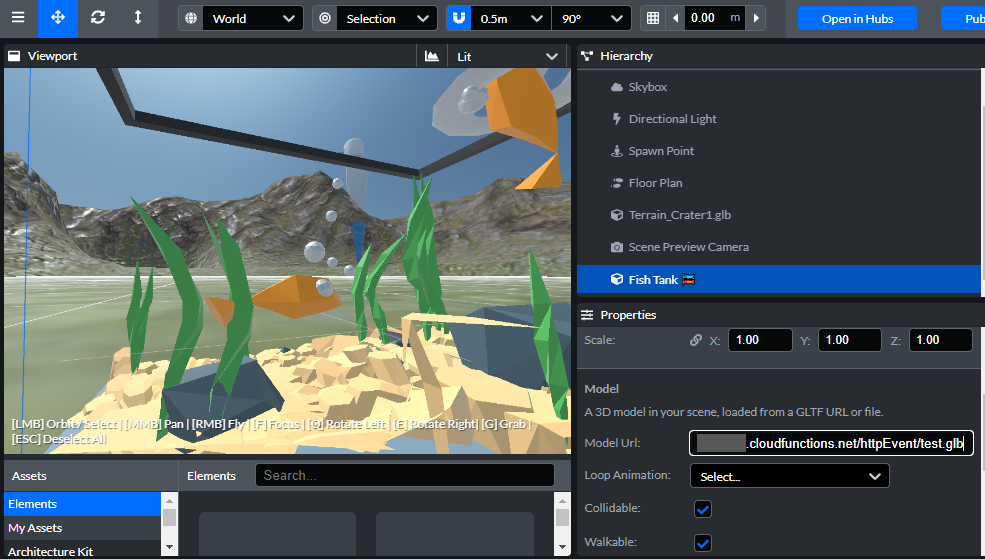 World
Selection
0.5m
90°
0.00 m
Open in Hubs
Pub
Viewport
Lit
Hierarchy
Skybox
Directional Light
Spawn Point
Floor Plan
Terrain_Crater1.glb
Scene Preview Camera
Fish Tank
[LMB] Orbit / Select | [MMB] Pan | [RMB] Fly | [F] Focus | [Q] Rotate Left | [E] Rotate Right | [G] Grab |
[ESC] Deselect All
Properties
Scale: X: 1.00 Y: 1.00 Z: 1.00
Model
A 3D model in your scene, loaded from a GLTF URL or file.
Model Url: .cloudfunctions.net/httpEvent/test.glb
Loop Animation: Select...
Collidable:
Walkable:
Assets
Elements
Search...
Elements
My Assets
Architecture Kit